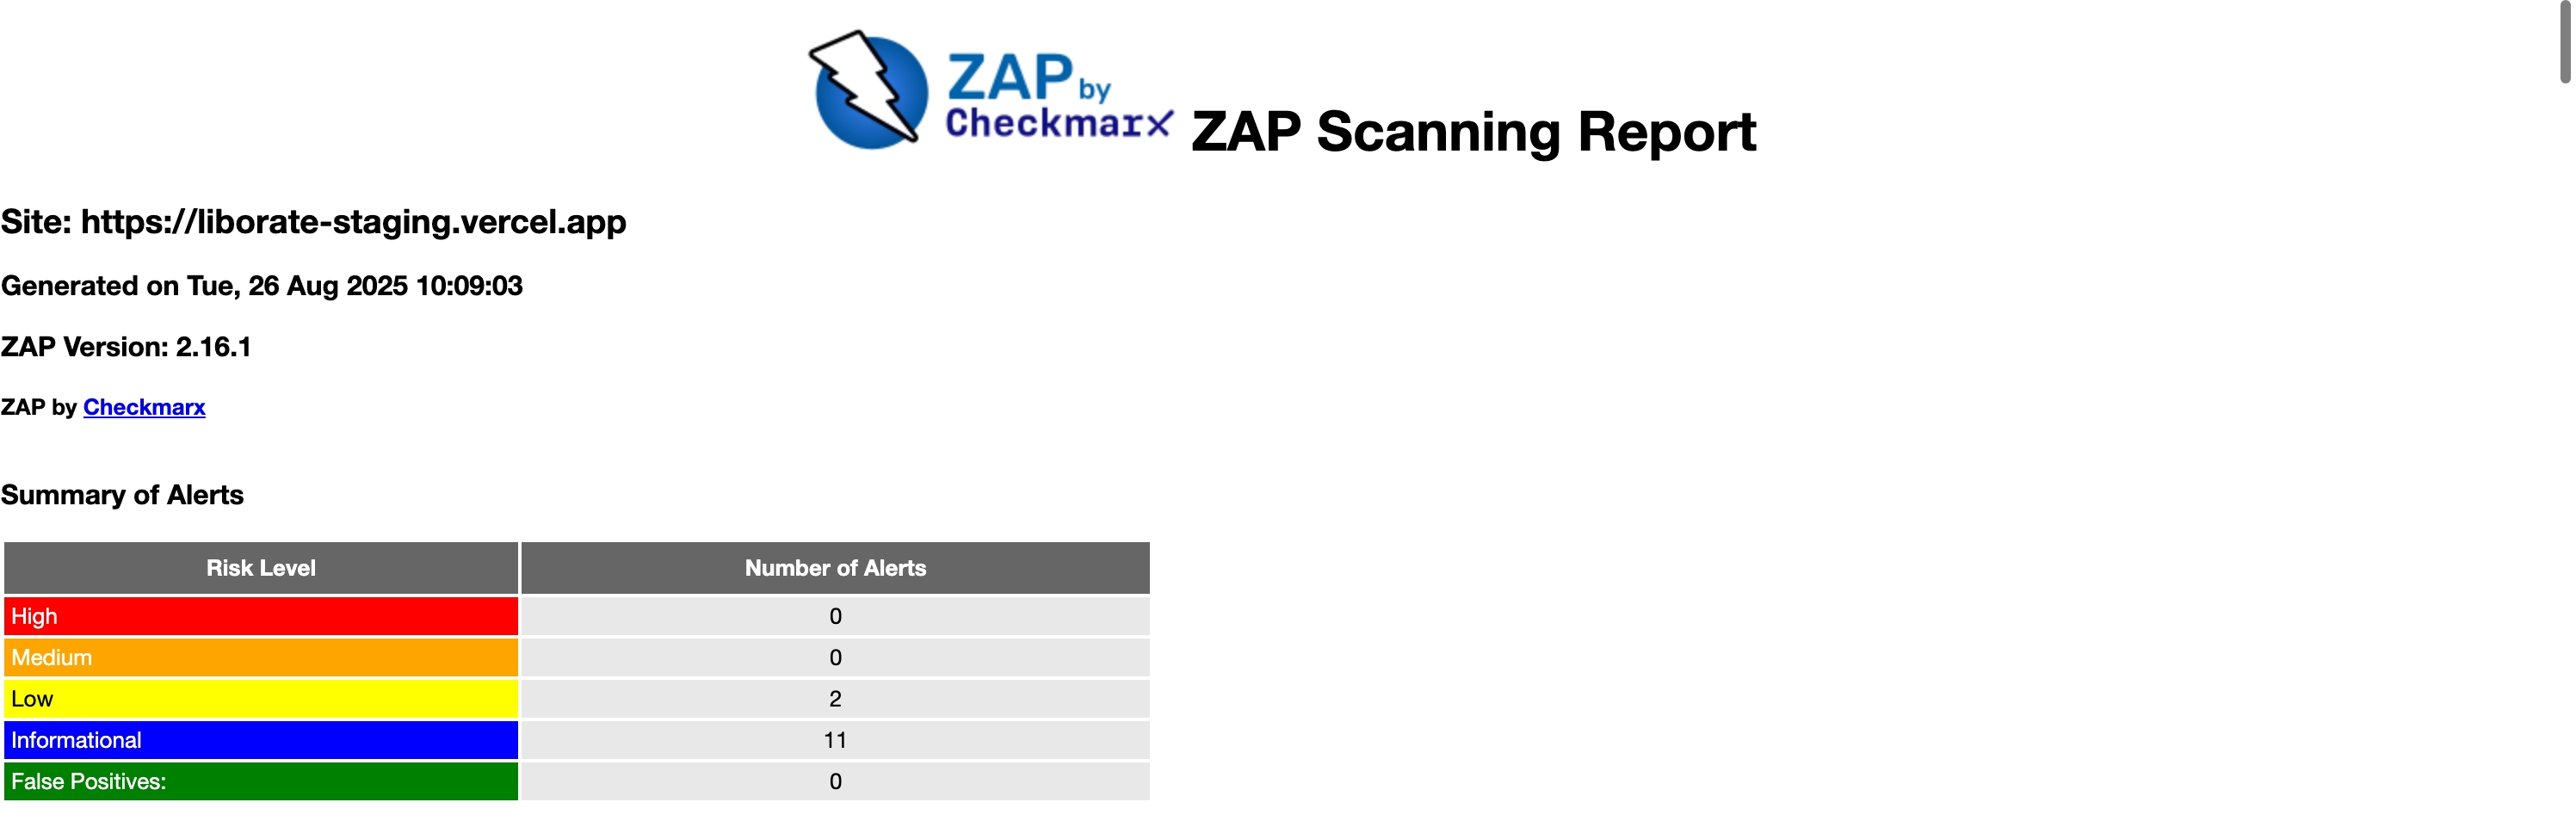 ZAP by
Checkmarx ZAP Scanning Report
Site: https://liborate-staging.vercel.app
Generated on Tue, 26 Aug 2025 10:09:03
ZAP Version: 2.16.1
ZAP by Checkmarx
Summary of Alerts
Risk Level Number of Alerts
High 0
Medium 0
Low 2
Informational 11
False Positives: 0